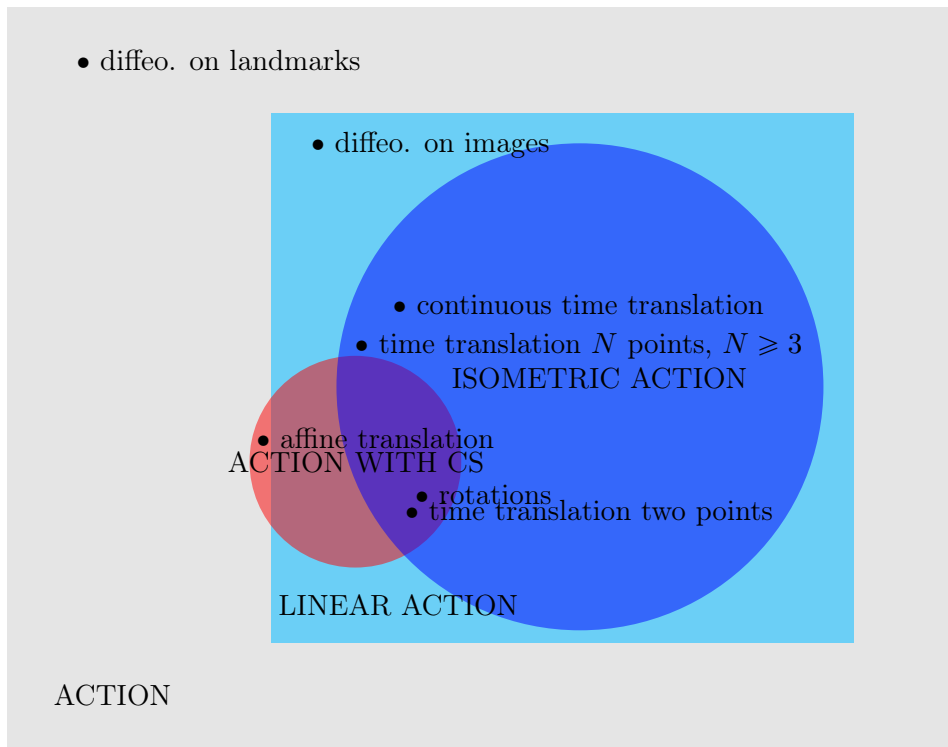 • diffeo. on landmarks
• diffeo. on images
• continuous time translation
• time translation N points, N ⩾ 3
ISOMETRIC ACTION
• affine translation
ACTION WITH CS
• rotations
• time translation two points
LINEAR ACTION
ACTION